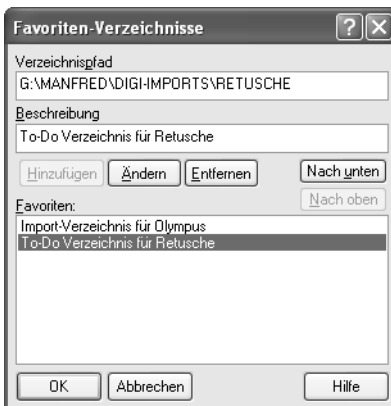 Favoriten-Verzeichnisse
Verzeichnispfad
G:\MANFRED\DIGI-IMPORTS\RETUSCHE
Beschreibung
To-Do Verzeichnis für Retusche
Hinzufügen Ändern Entfernen Nach unten
Nach oben
Favoriten:
Import-Verzeichnis für Olympus
To-Do Verzeichnis für Retusche
OK Abbrechen Hilfe